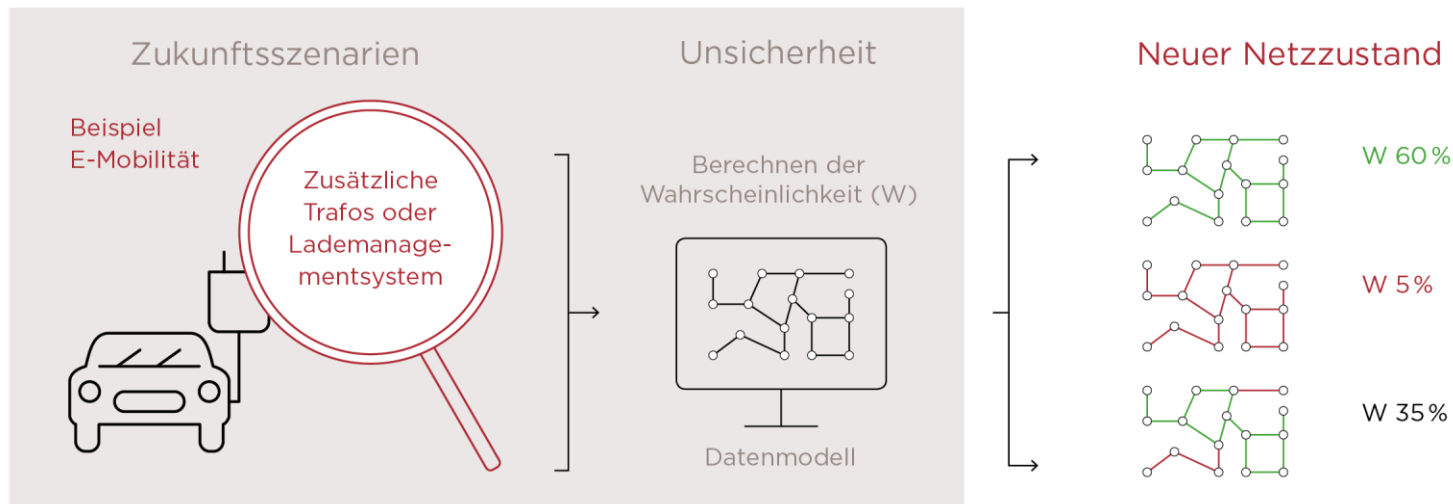 Zukunftsszenarien
Beispiel
E-Mobilität
Zusätzliche
Trafos oder
Lademanage-
mentsystem
Unsicherheit
Berechnen der
Wahrscheinlichkeit (W)
Datenmodell
Neuer Netzzustand
W 60 %
W 5 %
W 35 %